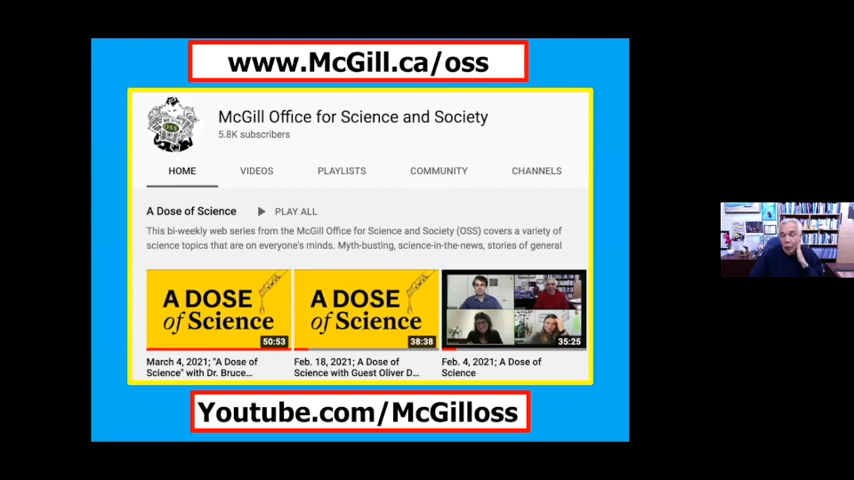 www.McGill.ca/oss
OSS
McGill Office for Science and Society
5.8K subscribers
HOME VIDEOS PLAYLISTS COMMUNITY CHANNELS
A Dose of Science PLAY ALL
This bi-weekly web series from the McGill Office for Science and Society (OSS) covers a variety of
science topics that are on everyone's minds. Myth-busting, science-in-the-news, stories of general
A DOSE
of Science
50:53
A DOSE
of Science
38:38
35:25
March 4, 2021; "A Dose of
Science" with Dr. Bruce...
Feb. 18, 2021; A Dose of
Science with Guest Oliver D...
Feb. 4, 2021; A Dose of
Science
Youtube.com/McGilloss